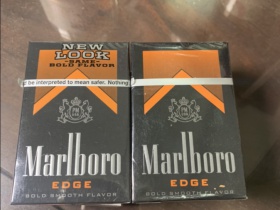 NEW
LOOK
SAME
BOLD FLAVOR
to be interpreted to mean safer. Nothing
Marlboro
EDGE
BOLD SMOOTH FLAVOR
Marlboro
EDGE
BOLD SMOOTH FLAVOR